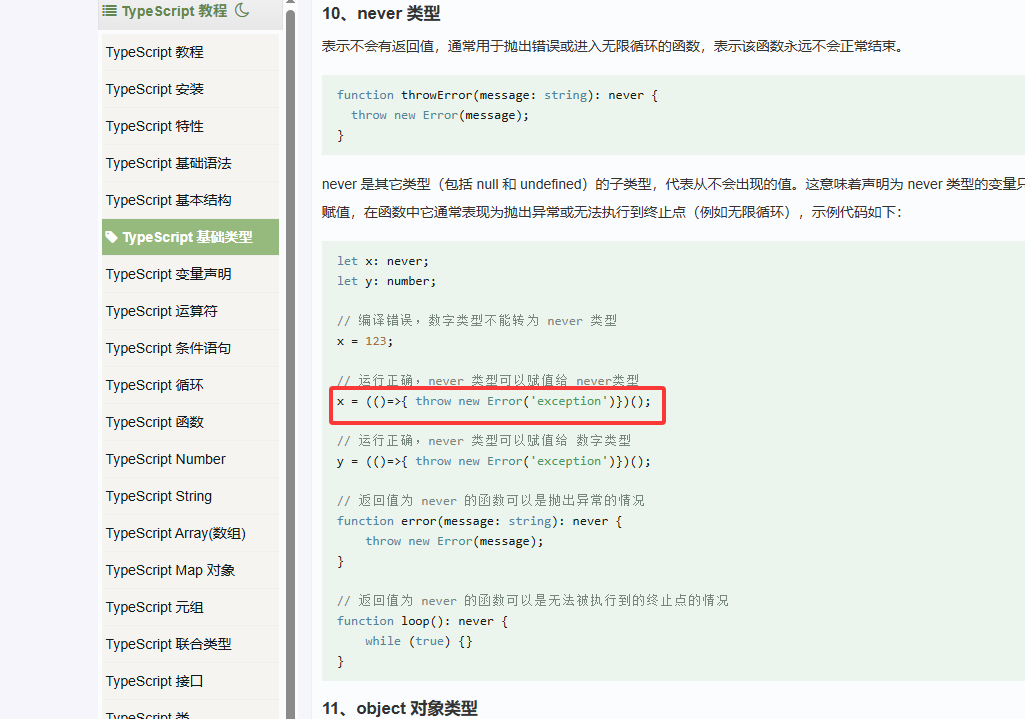 TypeScript 教程
TypeScript 教程
TypeScript 安装
TypeScript 特性
TypeScript 基础语法
TypeScript 基本结构
TypeScript 基础类型
TypeScript 变量声明
TypeScript 运算符
TypeScript 条件语句
TypeScript 循环
TypeScript 函数
TypeScript Number
TypeScript String
TypeScript Array(数组)
TypeScript Map 对象
TypeScript 元组
TypeScript 联合类型
TypeScript 接口
TypeScript 类
10、never 类型
表示不会有返回值，通常用于抛出错误或进入无限循环的函数，表示该函数永远不会正常结束。
function throwError(message: string): never {
  throw new Error(message);
}
never 是其它类型（包括 null 和 undefined）的子类型，代表从不会出现的值。这意味着声明为 never 类型的变量只
赋值，在函数中它通常表现为抛出异常或无法执行到终止点（例如无限循环），示例代码如下：
let x: never;
let y: number;
// 编译错误，数字类型不能转为 never 类型
x = 123;
// 运行正确，never 类型可以赋值给 never类型
x = (()=>{ throw new Error('exception')})();
// 运行正确，never 类型可以赋值给 数字类型
y = (()=>{ throw new Error('exception')})();
// 返回值为 never 的函数可以是抛出异常的情况
function error(message: string): never {
    throw new Error(message);
}
// 返回值为 never 的函数可以是无法被执行到的终止点的情况
function loop(): never {
    while (true) {}
}
11、object 对象类型